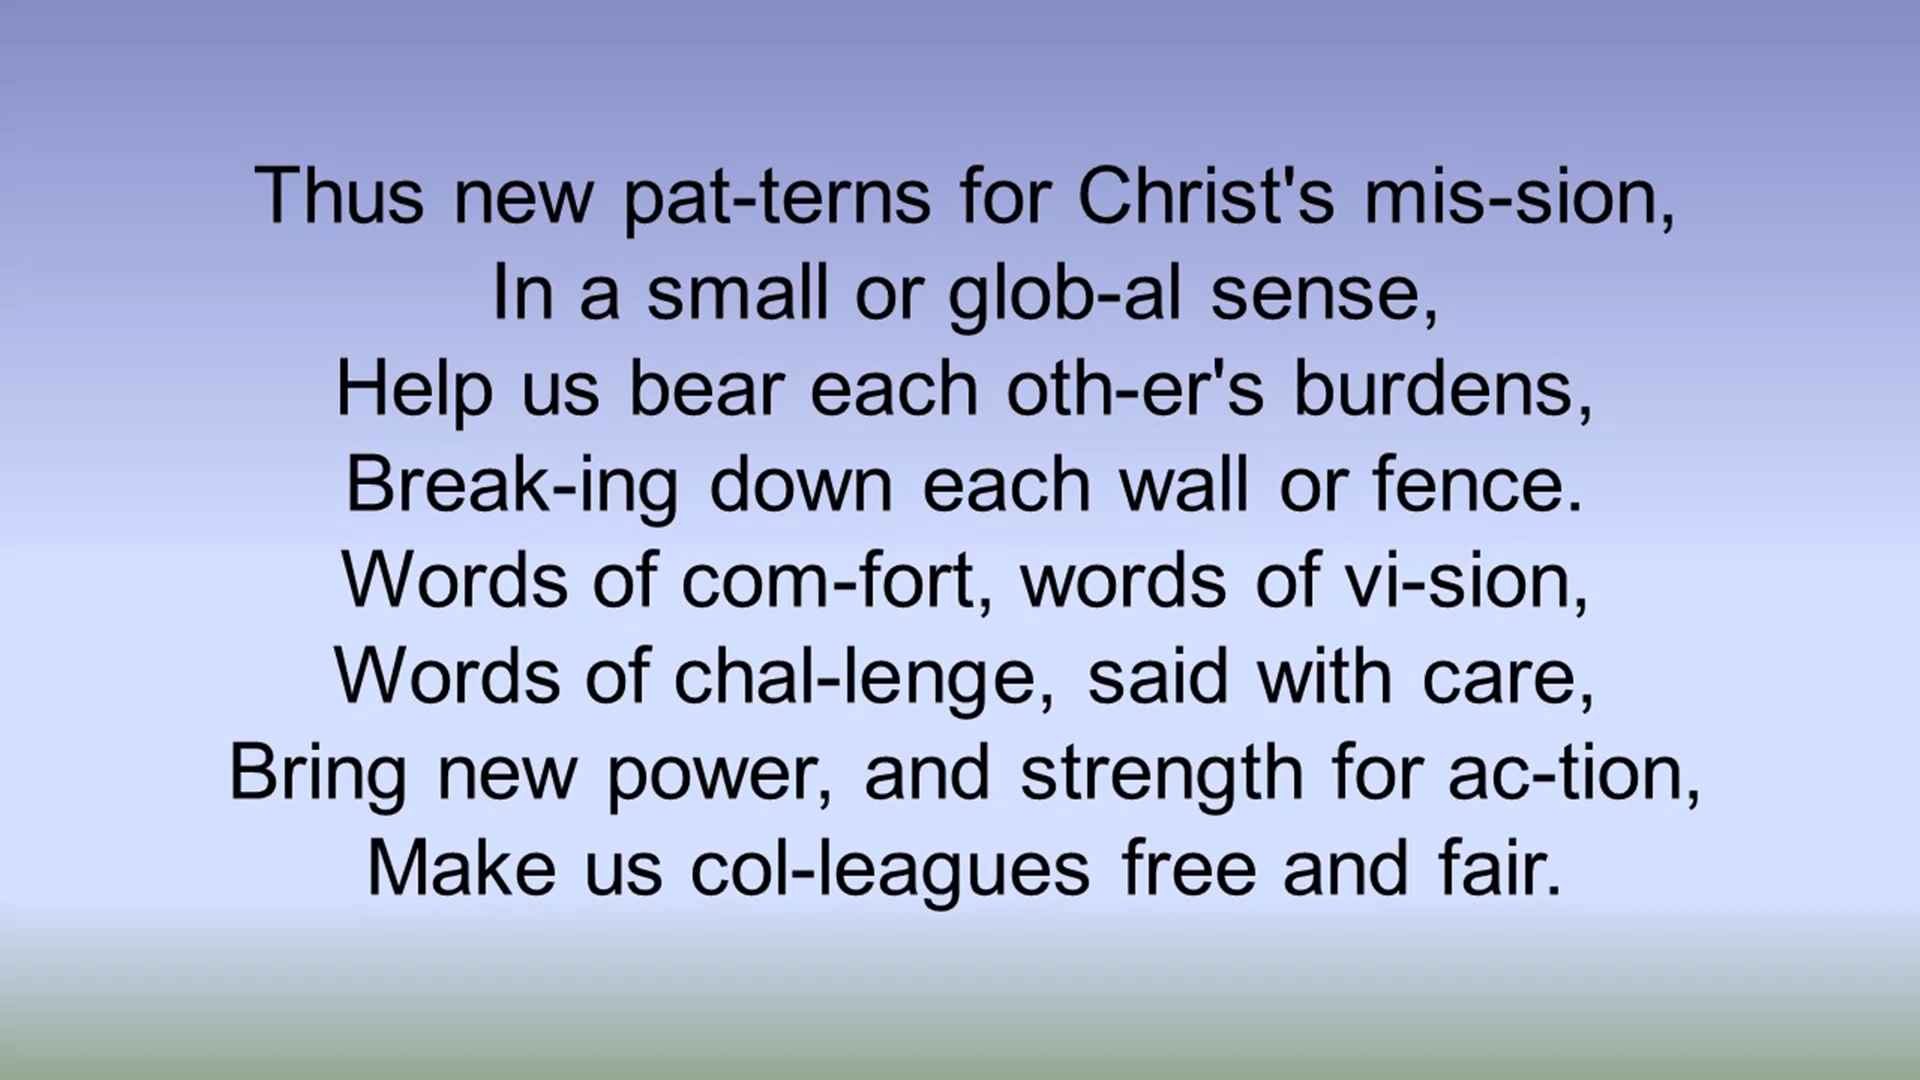 Thus new pat-terns for Christ's mis-sion,
In a small or glob-al sense,
Help us bear each oth-er's burdens,
Break-ing down each wall or fence.
Words of com-fort, words of vi-sion,
Words of chal-lenge, said with care,
Bring new power, and strength for ac-tion,
Make us col-leagues free and fair.